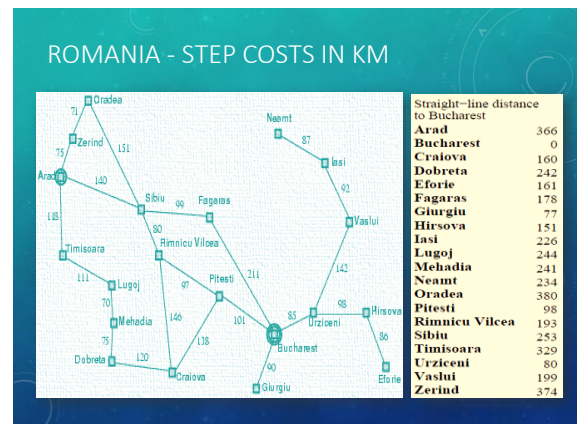 ROMANIA - STEP COSTS IN KM
Oradea
71
Neamt
Zerind
87
151
75
Iasi
Arad
140
92
Sibiu
99
Fagaras
118
Vaslui
80
Rimnicu Vilcea
Timisoara
142
111
211
Lugoj
97
Pitesti
70
98
Hirsova
146
85
Mehadia
101
Urziceni
138
86
75
Bucharest
Dobreta
120
90
Craiova
Eforie
Giurgiu
Straight-line distance
to Bucharest
Arad 366
Bucharest 0
Craiova 160
Dobreta 242
Eforie 161
Fagaras 178
Giurgiu 77
Hirsova 151
Iasi 226
Lugoj 244
Mehadia 241
Neamt 234
Oradea 380
Pitesti 98
Rimnicu Vilcea 193
Sibiu 253
Timisoara 329
Urziceni 80
Vaslui 199
Zerind 374